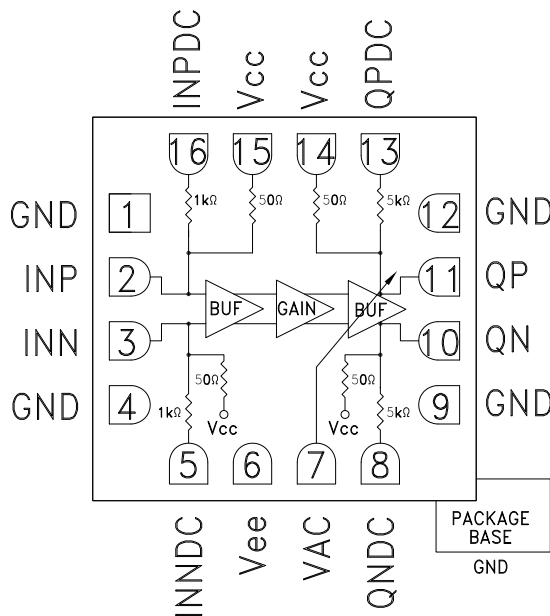 INPDC
Vcc
Vcc
QPDC
16
15
14
13
1kΩ
50Ω
50Ω
5kΩ
GND
1
12
GND
INP
2
11
QP
BUF
GAIN
BUF
INN
3
10
QN
50Ω
50Ω
GND
4
9
GND
1kΩ
Vcc
Vcc
5kΩ
5
6
7
8
INNDC
Vee
VAC
QNDC
PACKAGE
BASE
GND